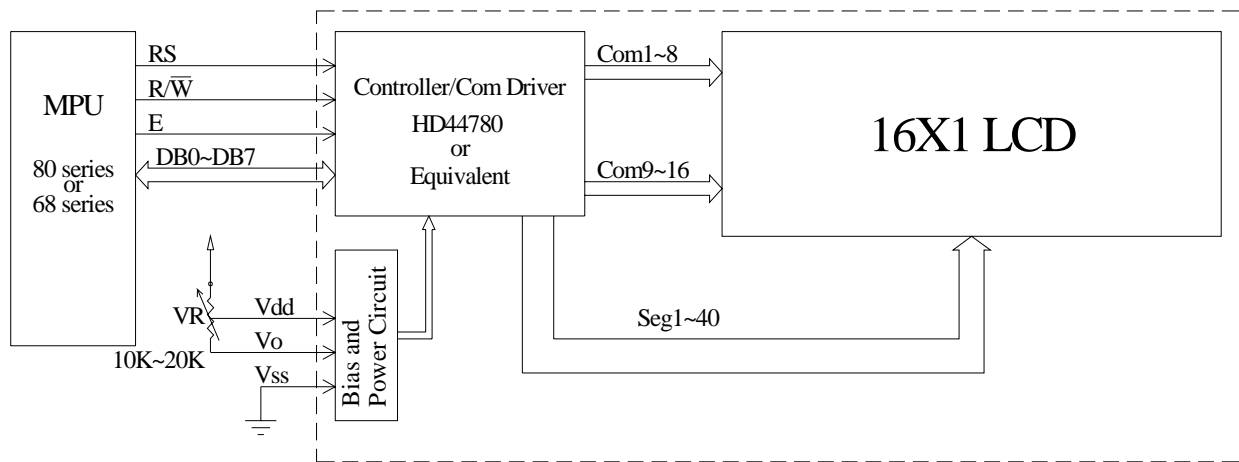 MPU
80 series
or
68 series
RS
R/W̅
E
DB0~DB7
Controller/Com Driver
HD44780
or
Equivalent
Com1~8
Com9~16
16X1 LCD
VR
10K~20K
Vdd
Vo
Vss
Bias and
Power Circuit
Seg1~40